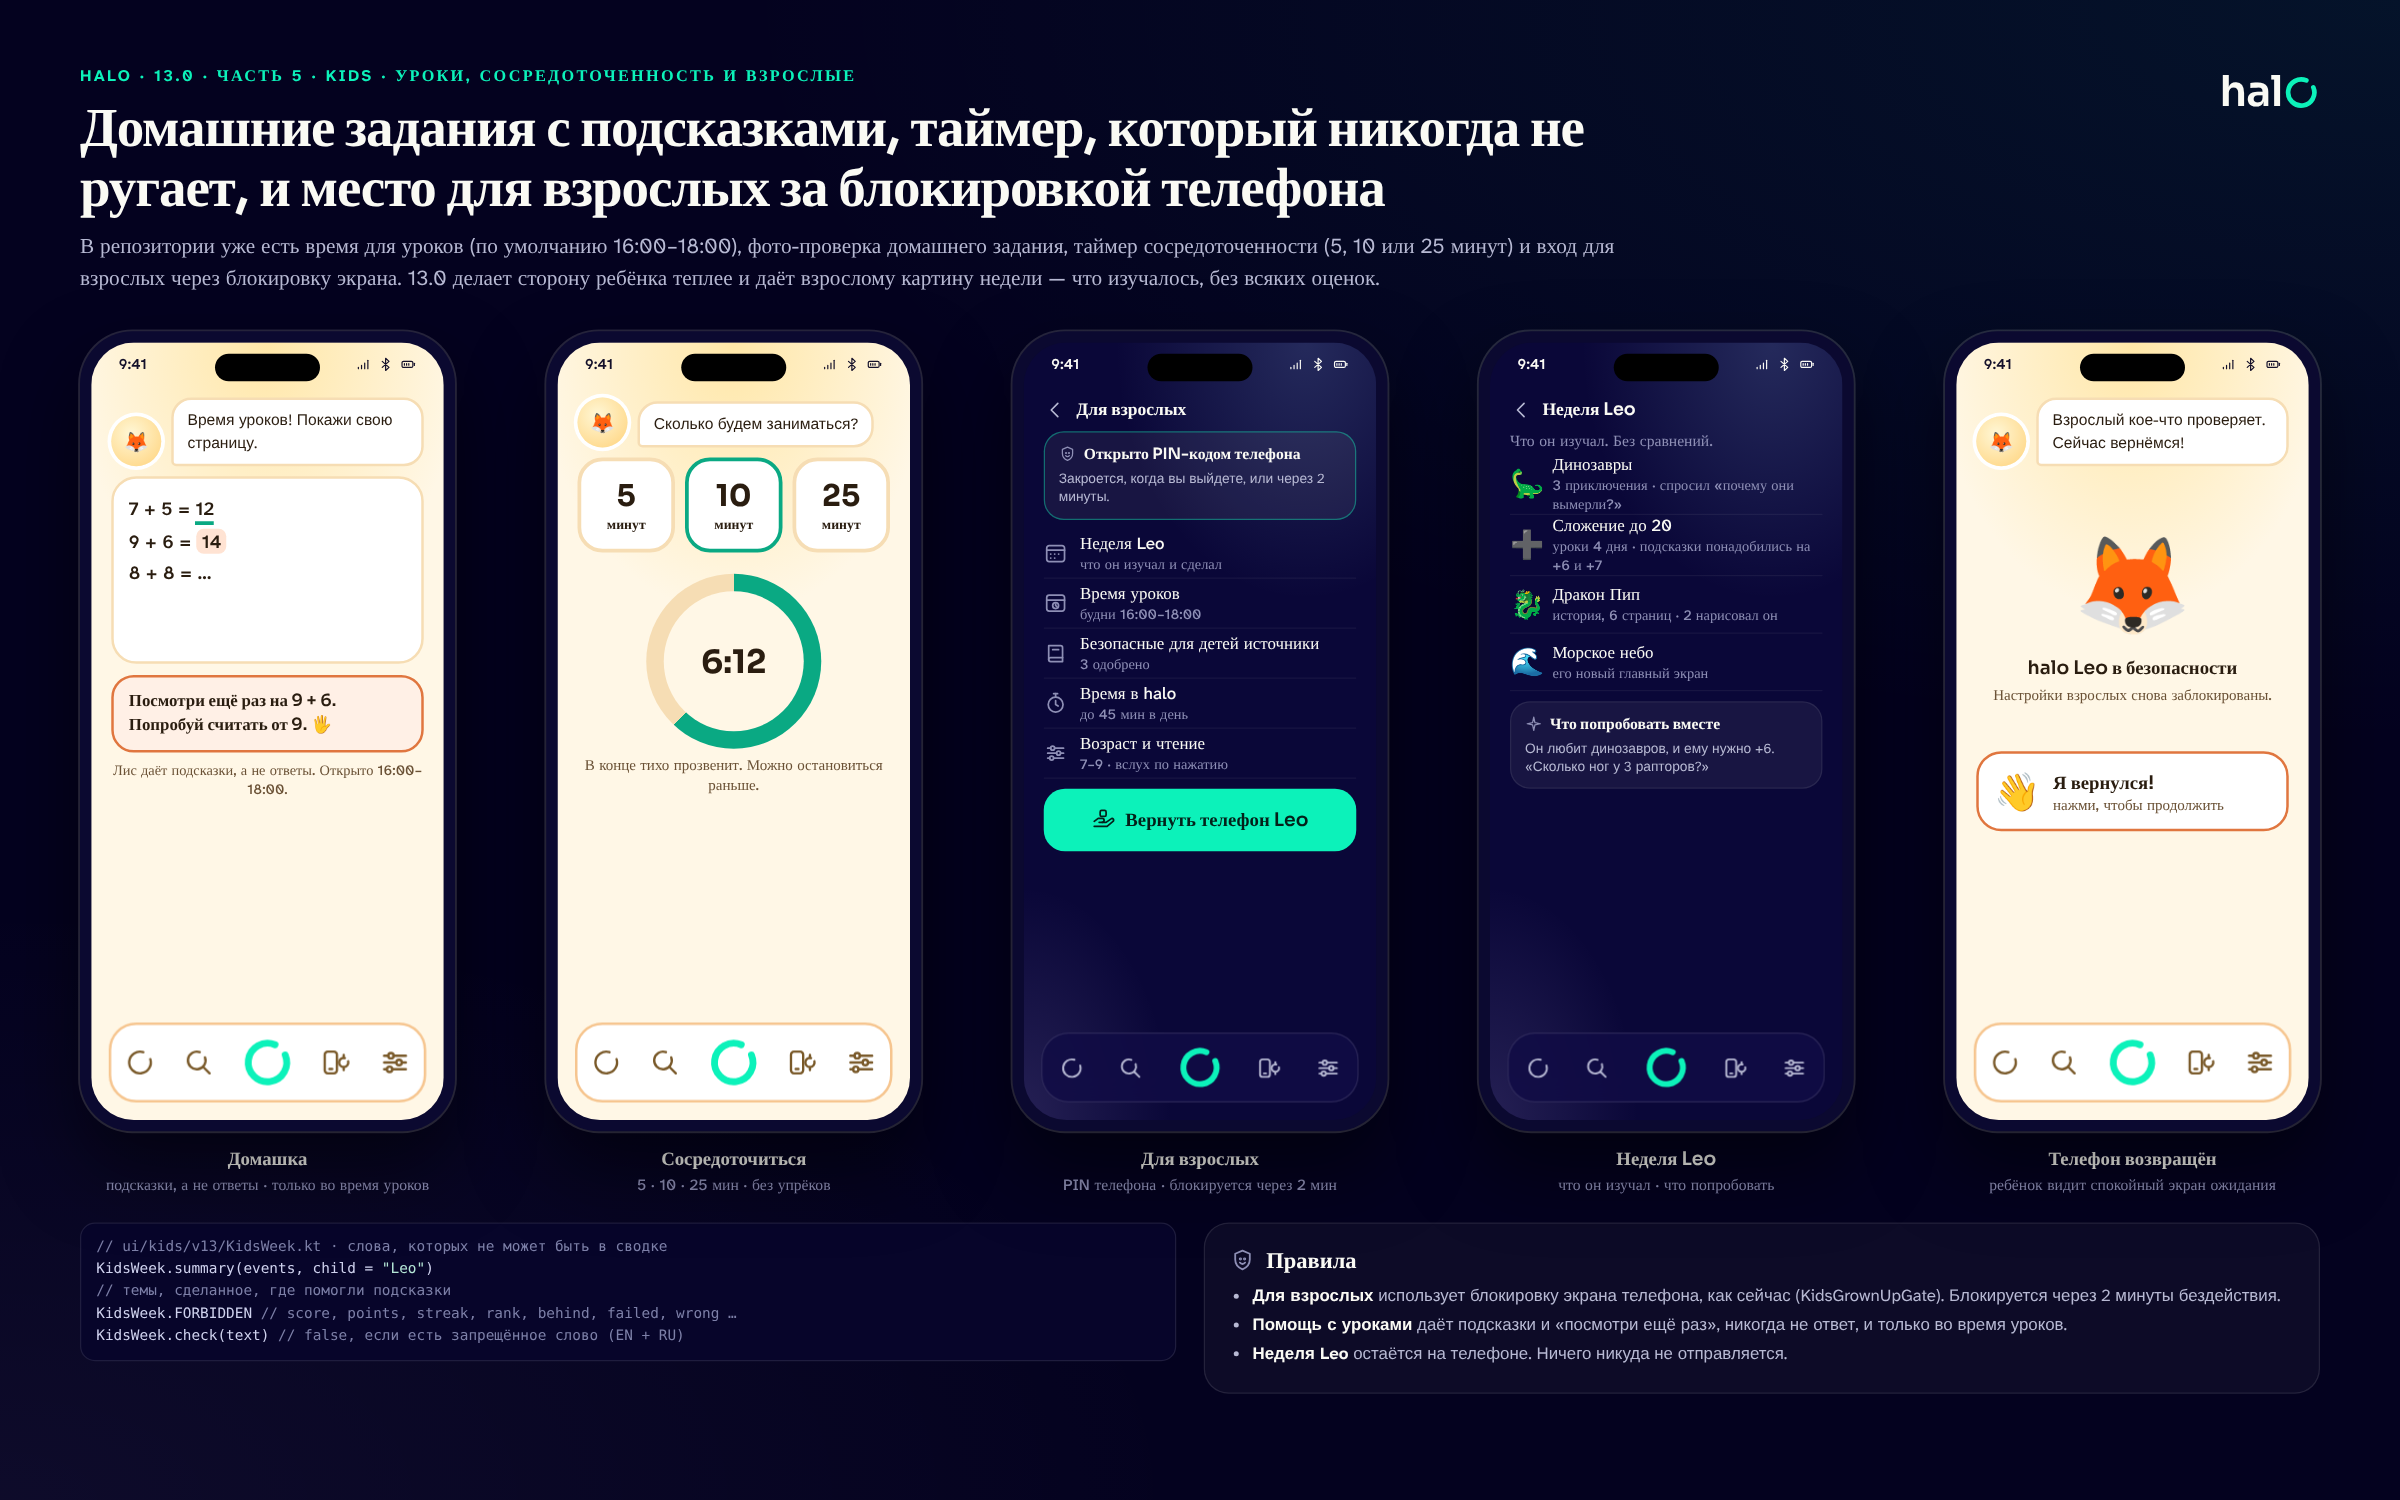 HALO · 13.0 · ЧАСТЬ 5 · KIDS · УРОКИ, СОСРЕДОТОЧЕННОСТЬ И ВЗРОСЛЫЕ
halo
Домашние задания с подсказками, таймер, который никогда не
ругает, и место для взрослых за блокировкой телефона
В репозитории уже есть время для уроков (по умолчанию 16:00–18:00), фото-проверка домашнего задания, таймер сосредоточенности (5, 10 или 25 минут) и вход для
взрослых через блокировку экрана. 13.0 делает сторону ребёнка теплее и даёт взрослому картину недели — что изучалось, без всяких оценок.
9:41
Время уроков! Покажи свою
страницу.
7 + 5 = 12
9 + 6 = 14
8 + 8 = ...
Посмотри ещё раз на 9 + 6.
Попробуй считать от 9. 🖐
Лис даёт подсказки, а не ответы. Открыто 16:00–
18:00.
Домашка
подсказки, а не ответы · только во время уроков
9:41
Сколько будем заниматься?
5 10 25
минут минут минут
6:12
В конце тихо прозвенит. Можно остановиться
раньше.
Сосредоточиться
5 · 10 · 25 мин · без упрёков
9:41
Для взрослых
Открыто PIN-кодом телефона
Закроется, когда вы выйдете, или через 2
минуты.
Неделя Leo
что он изучал и сделал
Время уроков
будни 16:00–18:00
Безопасные для детей источники
3 одобрено
Время в halo
до 45 мин в день
Возраст и чтение
7–9 · вслух по нажатию
Вернуть телефон Leo
Для взрослых
PIN телефона · блокируется через 2 мин
9:41
Неделя Leo
Что он изучал. Без сравнений.
Динозавры
3 приключения · спросил «почему они
вымерли?»
Сложение до 20
уроки 4 дня · подсказки понадобились на
+6 и +7
Дракон Пип
история, 6 страниц · 2 нарисовал он
Морское небо
его новый главный экран
Что попробовать вместе
Он любит динозавров, и ему нужно +6.
«Сколько ног у 3 рапторов?»
Неделя Leo
что он изучал · что попробовать
9:41
Взрослый кое-что проверяет.
Сейчас вернёмся!
halo Leo в безопасности
Настройки взрослых снова заблокированы.
Я вернулся!
нажми, чтобы продолжить
Телефон возвращён
ребёнок видит спокойный экран ожидания
// ui/kids/v13/KidsWeek.kt · слова, которых не может быть в сводке
KidsWeek.summary(events, child = "Leo")
// темы, сделанное, где помогли подсказки
KidsWeek.FORBIDDEN // score, points, streak, rank, behind, failed, wrong …
KidsWeek.check(text) // false, если есть запрещённое слово (EN + RU)
Правила
• Для взрослых использует блокировку экрана телефона, как сейчас (KidsGrownUpGate). Блокируется через 2 минуты бездействия.
• Помощь с уроками даёт подсказки и «посмотри ещё раз», никогда не ответ, и только во время уроков.
• Неделя Leo остаётся на телефоне. Ничего никуда не отправляется.